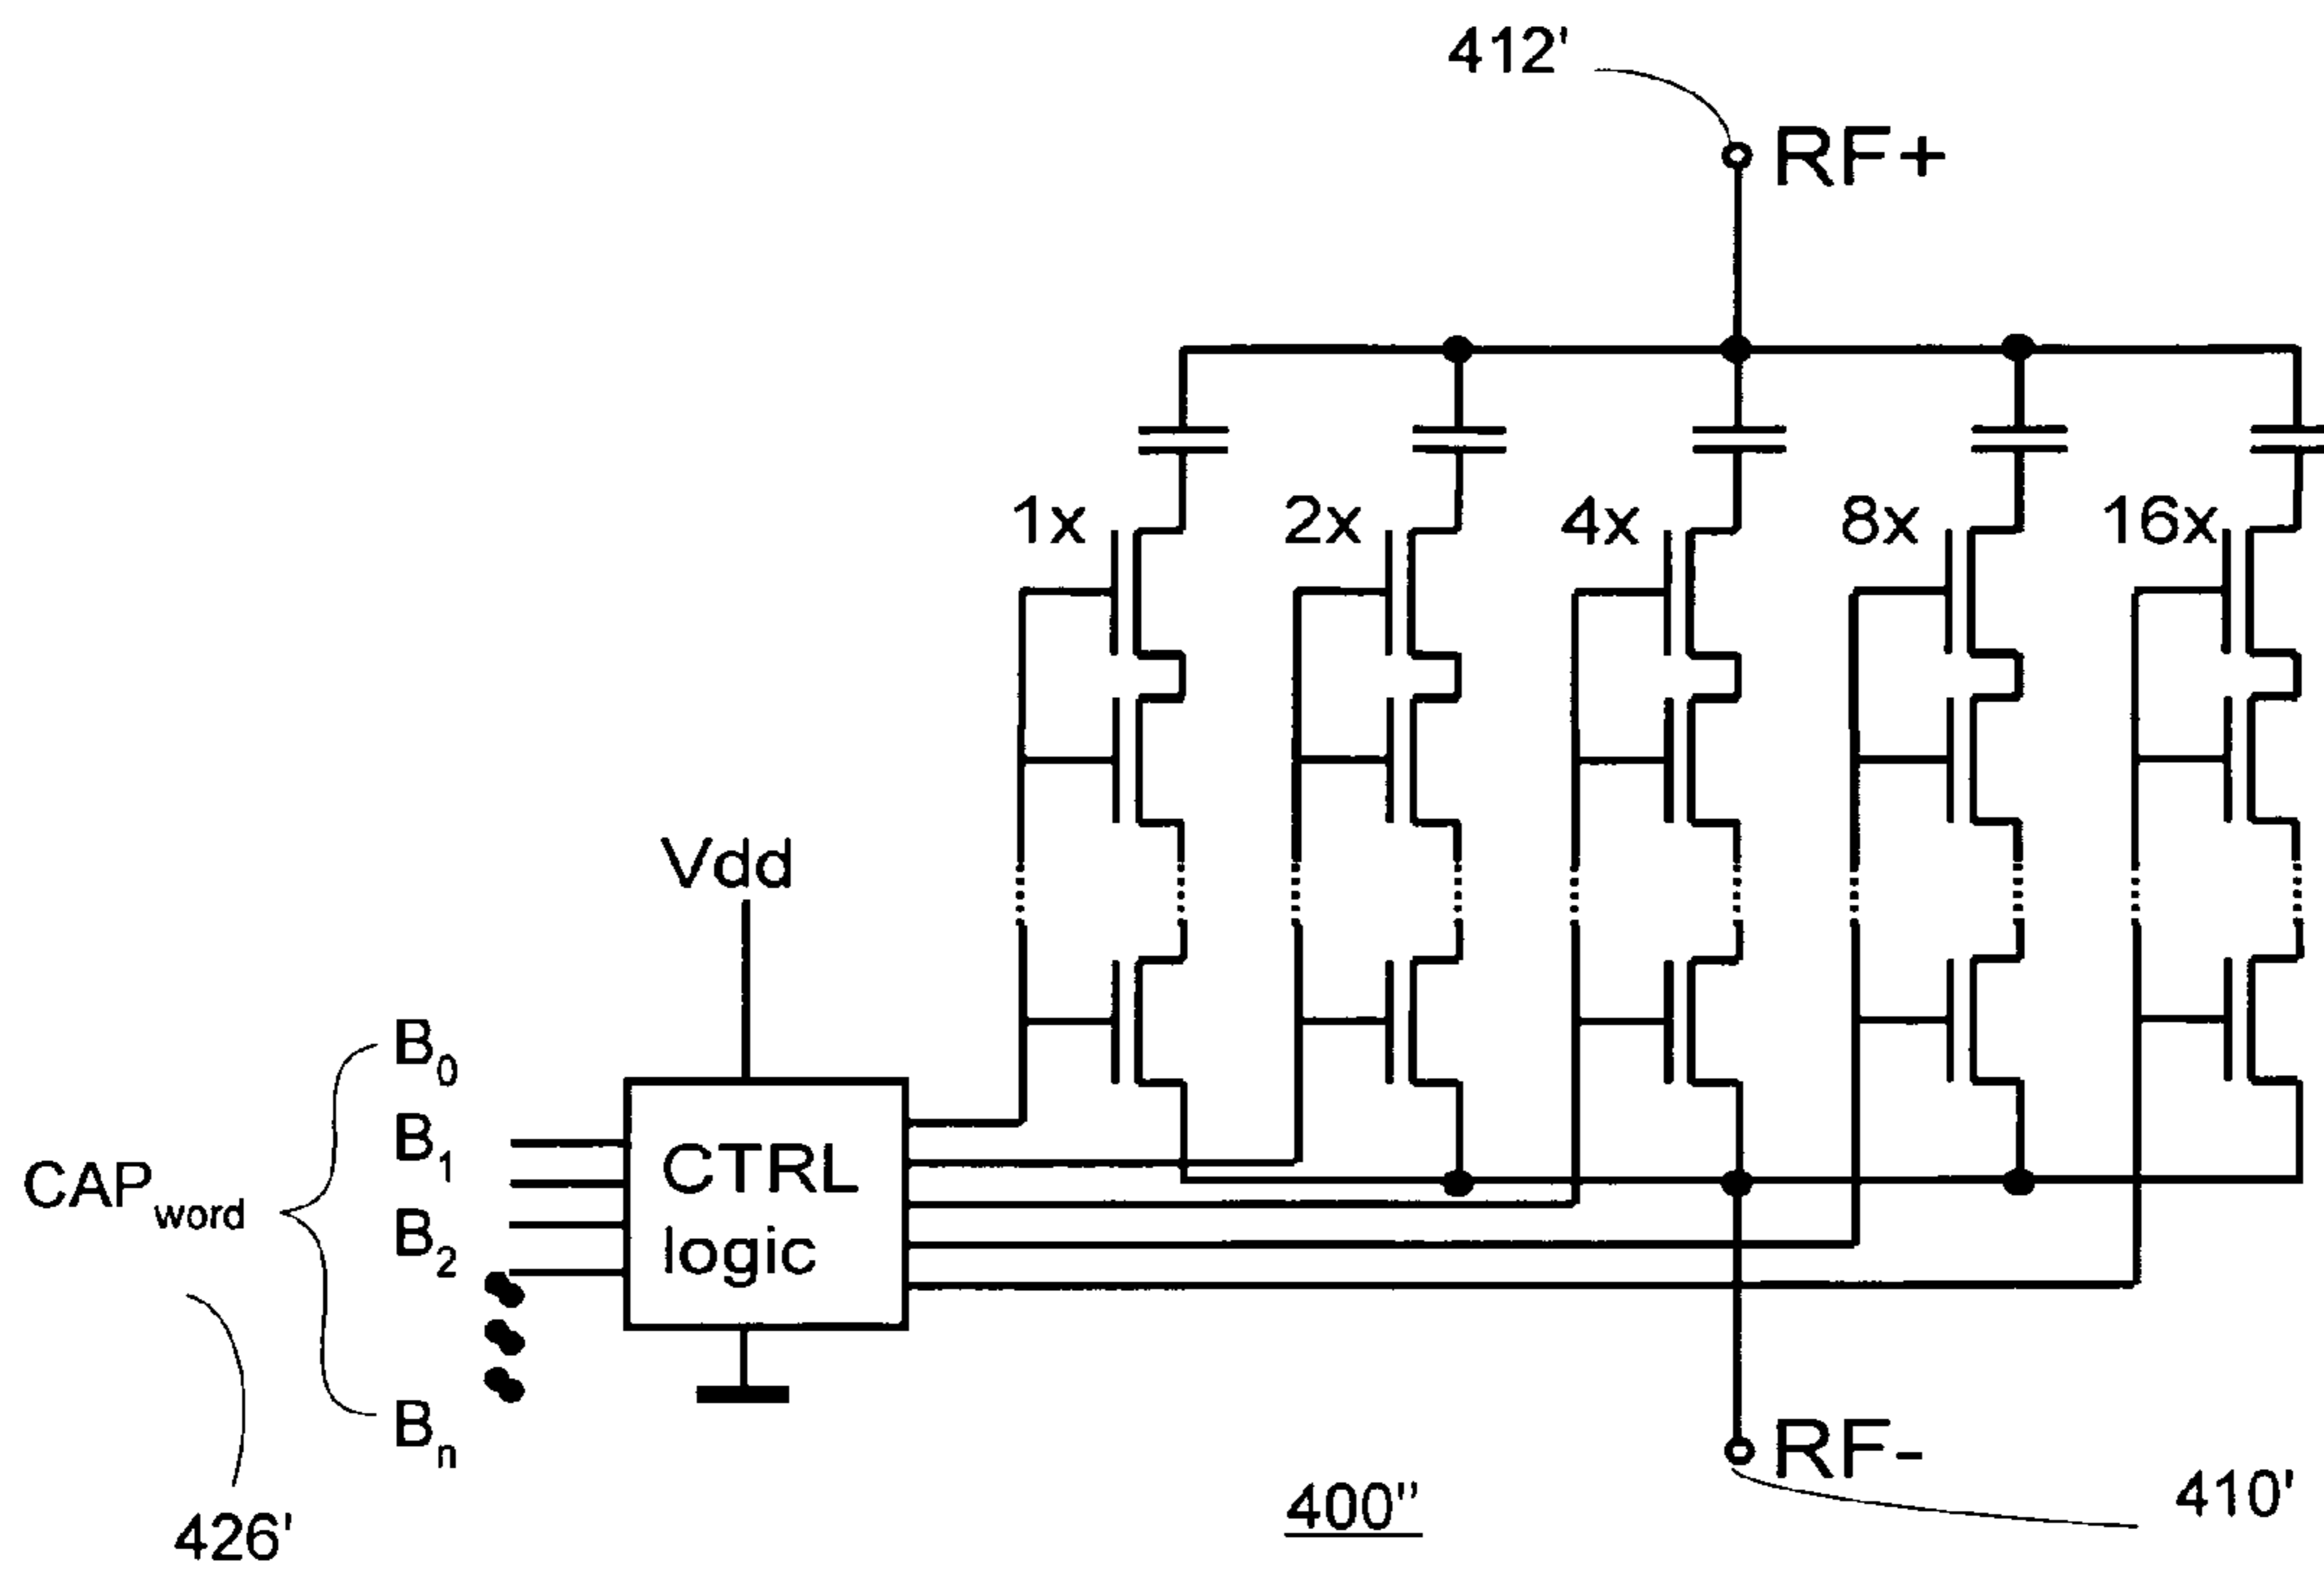 412'
RF+
1x 2x 4x 8x 16x
Vdd
B0
B1
CAPword
B2
Bn
CTRL
logic
RF-
410'
400"
426'